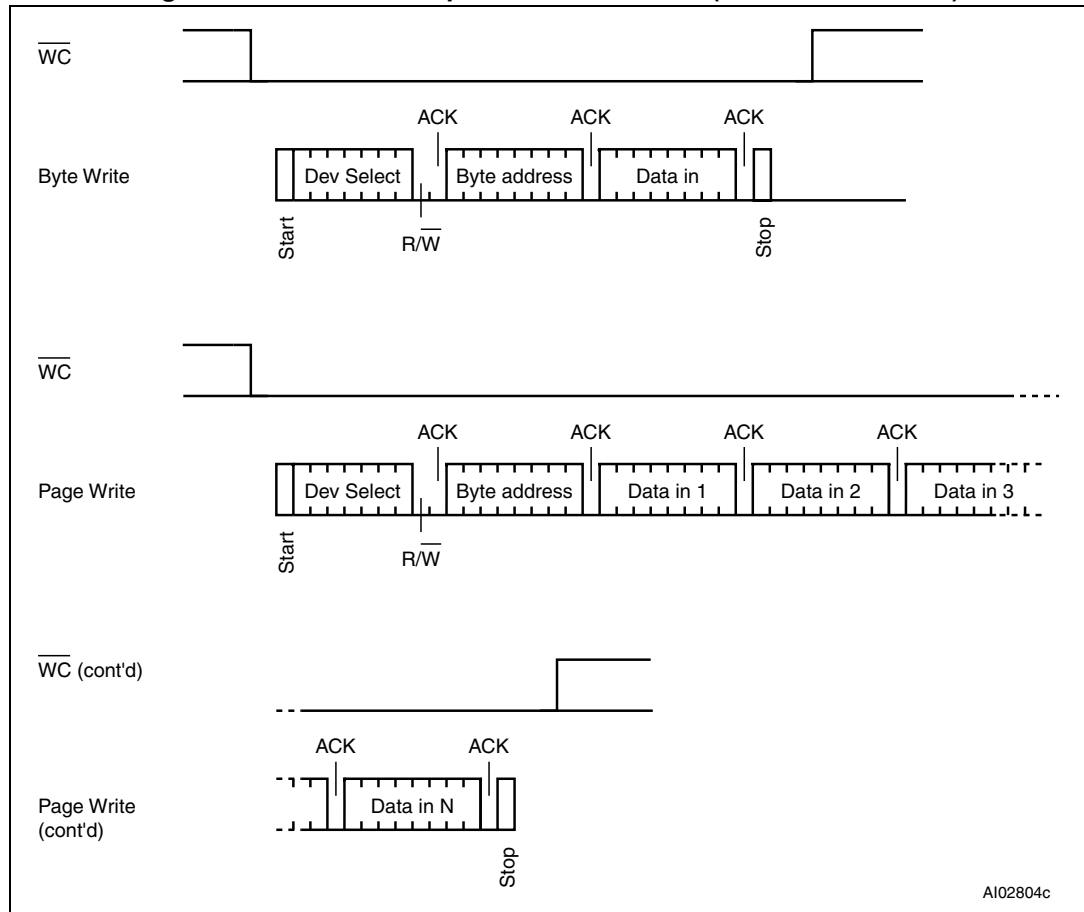 WC
ACK ACK ACK
Byte Write Dev Select Byte address Data in
Start R/W Stop
WC
ACK ACK ACK ACK
Page Write Dev Select Byte address Data in 1 Data in 2 Data in 3
Start R/W
WC (cont'd)
ACK ACK
Page Write
(cont'd)
Data in N
Stop
AI02804c